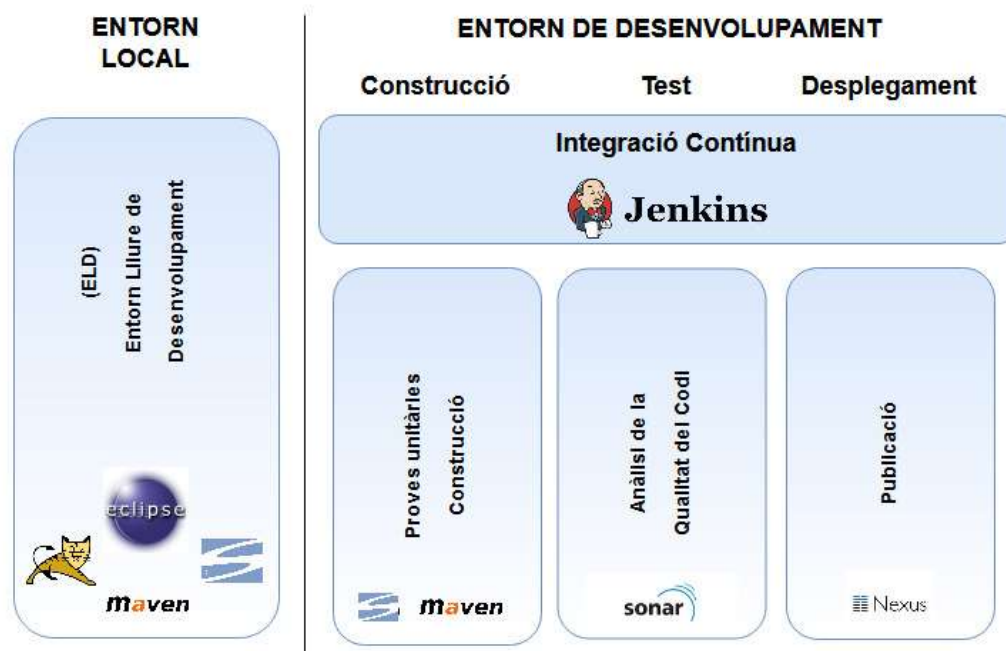 ENTORN
LOCAL
(ELD)
Entorn Lliure de
Desenvolupament
eclipse
maven
ENTORN DE DESENVOLUPAMENT
Construcció
Test
Desplegament
Integració Contínua
Jenkins
Proves unitàries
Construcció
maven
Anàlisi de la
Qualitat del Codi
sonar
Publicació
Nexus